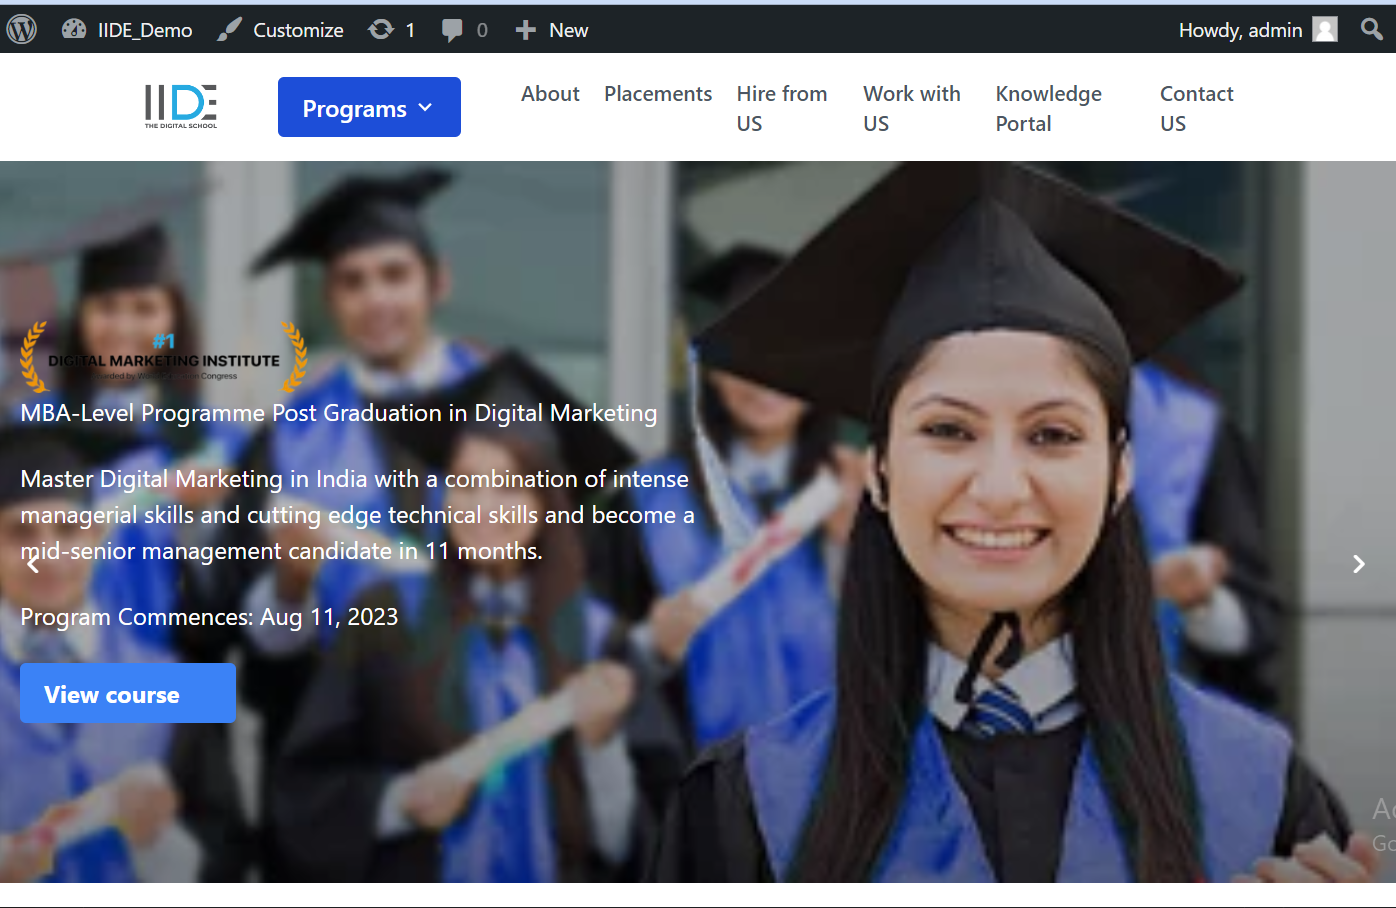 IIDE_Demo Customize 1 0 New Howdy, admin
IIDE
THE DIGITAL SCHOOL
Programs
About Placements Hire from US Work with US Knowledge Portal Contact US
#1
DIGITAL MARKETING INSTITUTE
by World Congress
MBA-Level Programme Post Graduation in Digital Marketing
Master Digital Marketing in India with a combination of intense
managerial skills and cutting edge technical skills and become a
mid-senior management candidate in 11 months.
Program Commences: Aug 11, 2023
View course